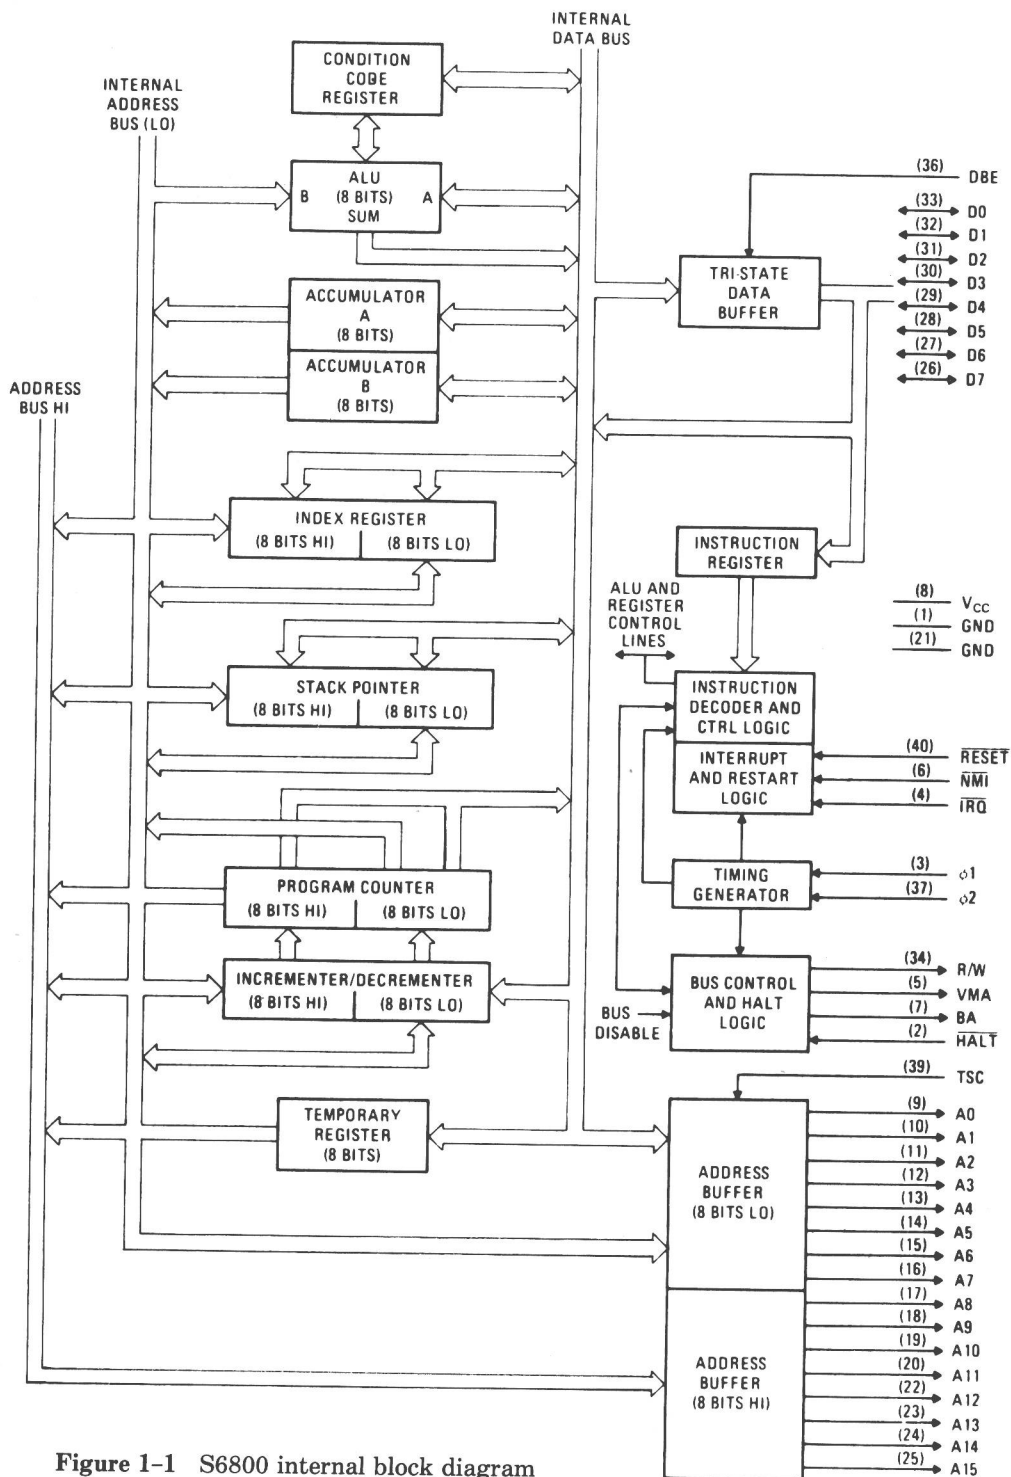 INTERNAL
DATA BUS
CONDITION
CODE
REGISTER
INTERNAL
ADDRESS
BUS (LO)
B
ALU
(8 BITS)
SUM
A
(36) DBE
(33) D0
(32) D1
(31) D2
(30) D3
(29) D4
(28) D5
(27) D6
(26) D7
TRI-STATE
DATA
BUFFER
ACCUMULATOR
A
(8 BITS)
ACCUMULATOR
B
(8 BITS)
ADDRESS
BUS HI
INDEX REGISTER
(8 BITS HI) (8 BITS LO)
INSTRUCTION
REGISTER
ALU AND
REGISTER
CONTROL
LINES
(8) VCC
(1) GND
(21) GND
STACK POINTER
(8 BITS HI) (8 BITS LO)
INSTRUCTION
DECODER AND
CTRL LOGIC
INTERRUPT
AND RESTART
LOGIC
(40) RESET
(6) NMI
(4) IRQ
PROGRAM COUNTER
(8 BITS HI) (8 BITS LO)
TIMING
GENERATOR
(3) ϕ1
(37) ϕ2
INCREMENTER/DECREMENTER
(8 BITS HI) (8 BITS LO)
BUS CONTROL
AND HALT
LOGIC
BUS
DISABLE
(34) R/W
(5) VMA
(7) BA
(2) HALT
(39) TSC
TEMPORARY
REGISTER
(8 BITS)
ADDRESS
BUFFER
(8 BITS LO)
(9) A0
(10) A1
(11) A2
(12) A3
(13) A4
(14) A5
(15) A6
(16) A7
ADDRESS
BUFFER
(8 BITS HI)
(17) A8
(18) A9
(19) A10
(20) A11
(22) A12
(23) A13
(24) A14
(25) A15
Figure 1–1 S6800 internal block diagram